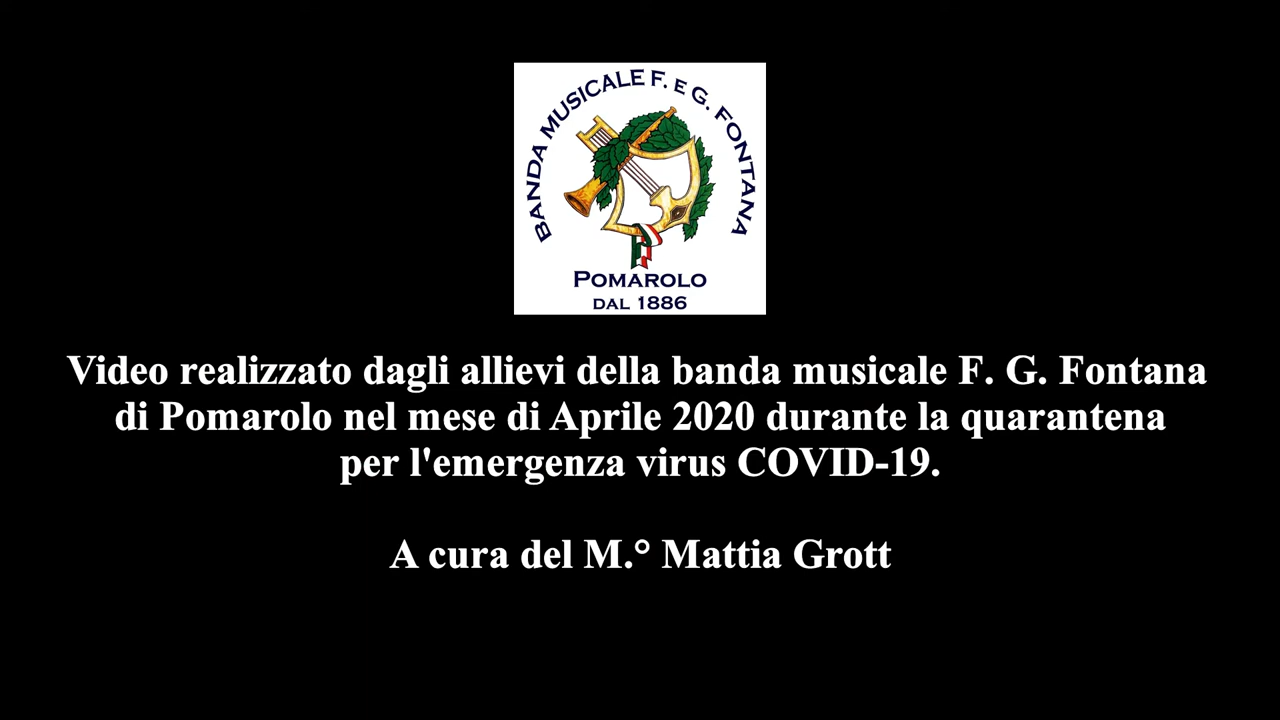 BANDA MUSICALE F. E G. FONTANA
POMAROLO
DAL 1886
Video realizzato dagli allievi della banda musicale F. G. Fontana
di Pomarolo nel mese di Aprile 2020 durante la quarantena
per l'emergenza virus COVID-19.
A cura del M.° Mattia Grott